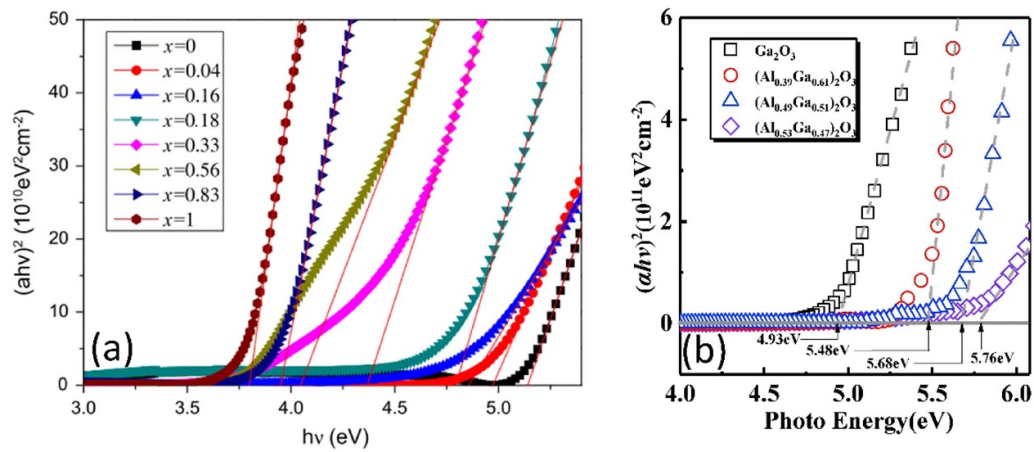 (ahν)² (10¹⁰eV²cm⁻²)
50
40
30
20
10
0
x=0
x=0.04
x=0.16
x=0.18
x=0.33
x=0.56
x=0.83
x=1
(a)
3.0 3.5 4.0 4.5 5.0
hν (eV)
(αhν)²(10¹¹eV²cm⁻²)
6
4
2
0
Ga₂O₃
(Al₀.₃₉Ga₀.₆₁)₂O₃
(Al₀.₄₉Ga₀.₅₁)₂O₃
(Al₀.₅₃Ga₀.₄₇)₂O₃
4.93eV
5.48eV
5.68eV
5.76eV
(b)
4.0 4.5 5.0 5.5 6.0
Photo Energy(eV)